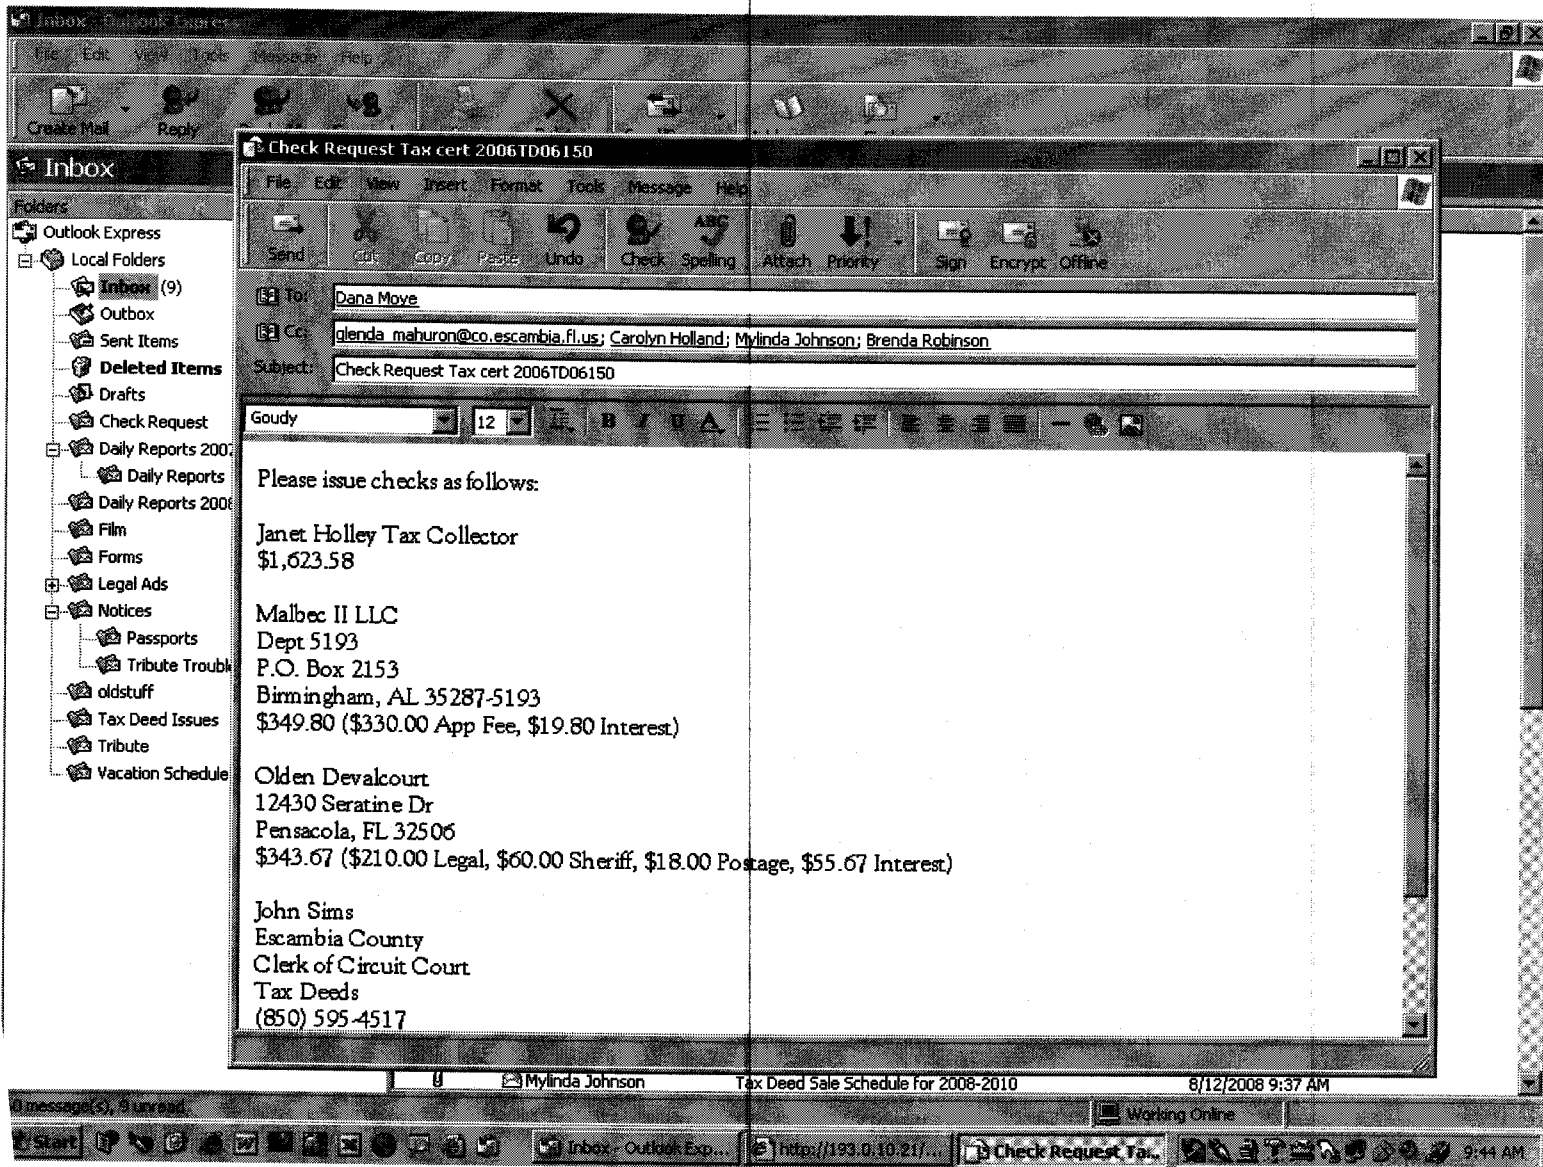 Inbox - Outlook Express
File Edit View Tools Message Help
Create Mail Reply
Inbox
Folders
Outlook Express
Local Folders
Inbox (9)
Outbox
Sent Items
Deleted Items
Drafts
Check Request
Daily Reports 2007
Daily Reports
Daily Reports 2008
Film
Forms
Legal Ads
Notices
Passports
Tribute Troubl
oldstuff
Tax Deed Issues
Tribute
Vacation Schedule
Check Request Tax cert 2006TD06150
File Edit View Insert Format Tools Message Help
Send Cut Copy Paste Undo Check Spelling Attach Priority Sign Encrypt Offline
To: Dana Moye
Cc: glenda_mahuron@co.escambia.fl.us; Carolyn Holland; Mylinda Johnson; Brenda Robinson
Subject: Check Request Tax cert 2006TD06150
Goudy 12 B I U A
Please issue checks as follows:
Janet Holley Tax Collector
$1,623.58
Malbec II LLC
Dept 5193
P.O. Box 2153
Birmingham, AL 35287-5193
$349.80 ($330.00 App Fee, $19.80 Interest)
Olden Devalcourt
12430 Seratine Dr
Pensacola, FL 32506
$343.67 ($210.00 Legal, $60.00 Sheriff, $18.00 Postage, $55.67 Interest)
John Sims
Escambia County
Clerk of Circuit Court
Tax Deeds
(850) 595-4517
Mylinda Johnson Tax Deed Sale Schedule for 2008-2010 8/12/2008 9:37 AM
0 message(s), 9 unread Working Online
Start Inbox - Outlook Exp... http://193.0.10.21/... Check Request Tax... 9:44 AM